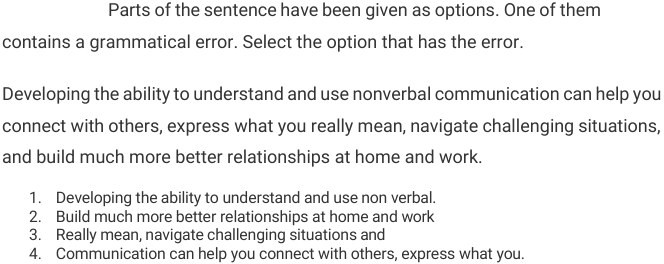 Parts of the sentence have been given as options. One of them
contains a grammatical error. Select the option that has the error.
Developing the ability to understand and use nonverbal communication can help you
connect with others, express what you really mean, navigate challenging situations,
and build much more better relationships at home and work.
1. Developing the ability to understand and use non verbal.
2. Build much more better relationships at home and work
3. Really mean, navigate challenging situations and
4. Communication can help you connect with others, express what you.